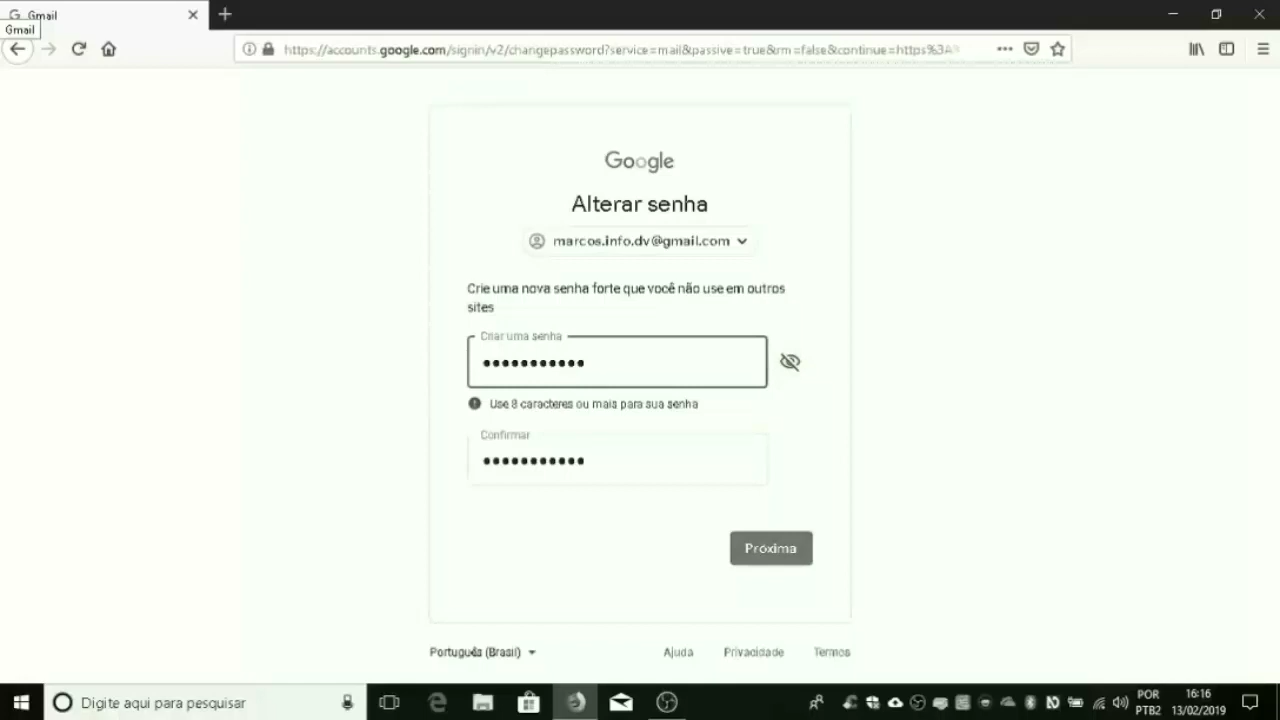 Gmail
Gmail
https://accounts.google.com/signin/v2/changepassword?service=mail&passive=true&rm=false&continue=https%3A%
Google
Alterar senha
marcos.info.dv@gmail.com
Crie uma nova senha forte que você não use em outros
sites
Criar uma senha
•••••••••••
Use 8 caracteres ou mais para sua senha
Confirmar
•••••••••••
Próxima
Português (Brasil) Ajuda Privacidade Termos
Digite aqui para pesquisar
POR 16:16
PTB2 13/02/2019